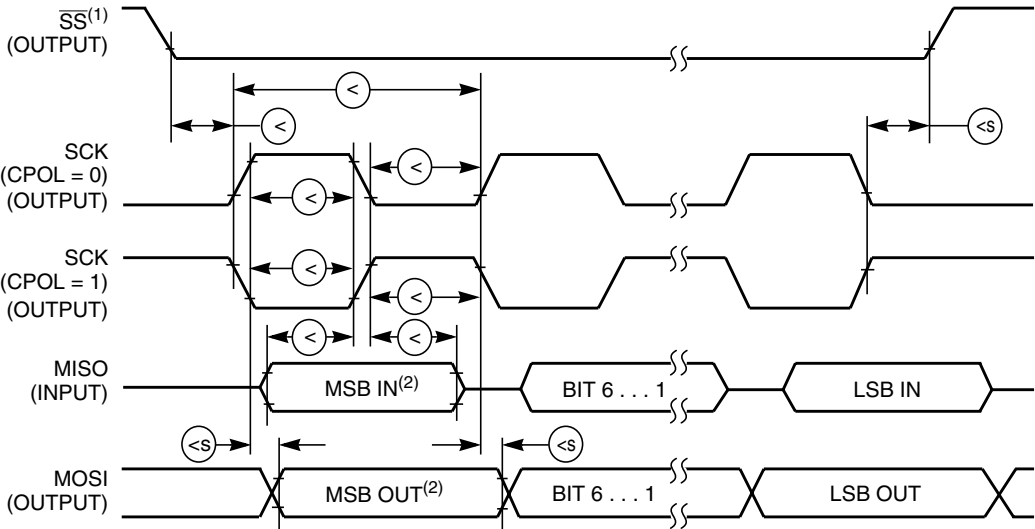 SS(1)
(OUTPUT)
<
<
<s
SCK
(CPOL = 0)
(OUTPUT)
<
<
SCK
(CPOL = 1)
(OUTPUT)
<
<
<
<
MISO
(INPUT)
MSB IN(2)
BIT 6 . . . 1
LSB IN
<s
<s
MOSI
(OUTPUT)
MSB OUT(2)
BIT 6 . . . 1
LSB OUT